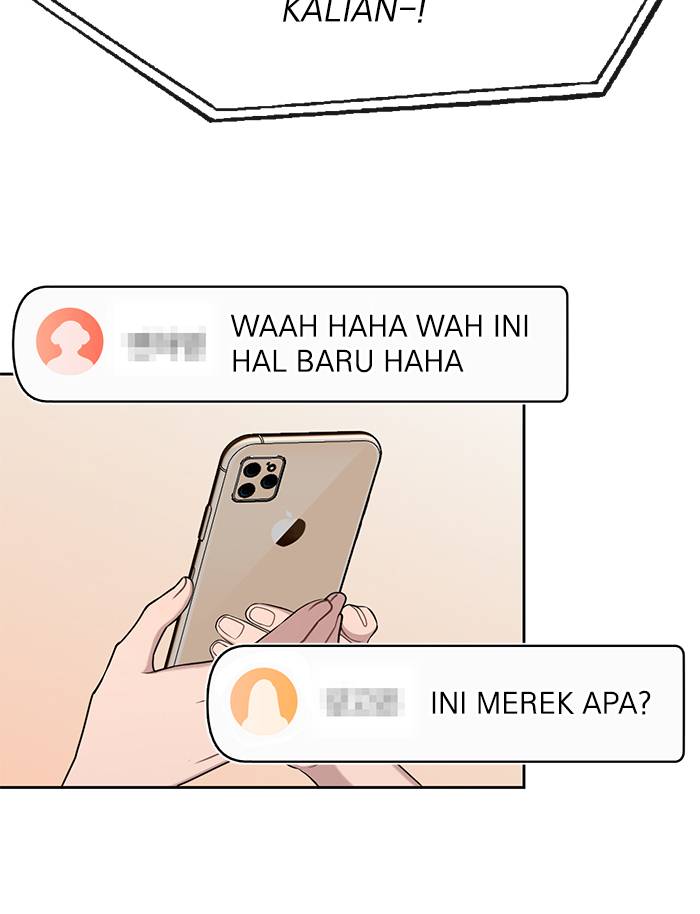 KALIAN-!
WAAH HAHA WAH INI
HAL BARU HAHA
INI MEREK APA?